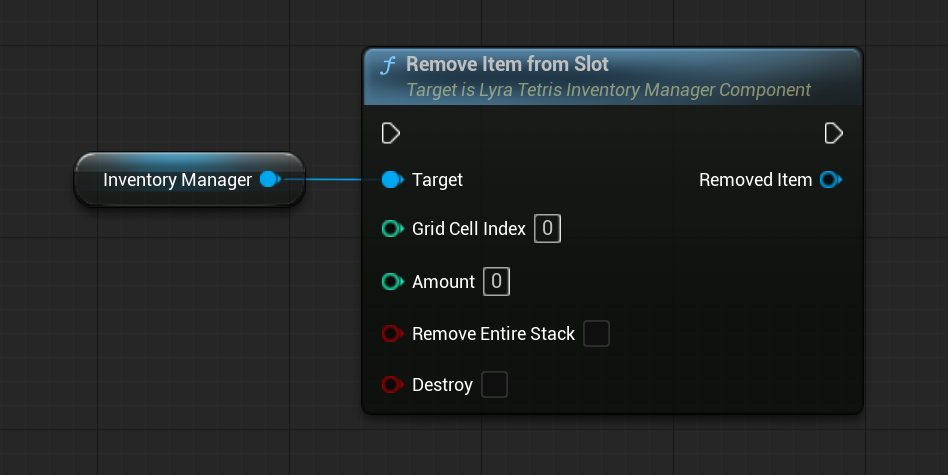 Remove Item from Slot
Target is Lyra Tetris Inventory Manager Component
Inventory Manager
Target
Removed Item
Grid Cell Index 0
Amount 0
Remove Entire Stack
Destroy